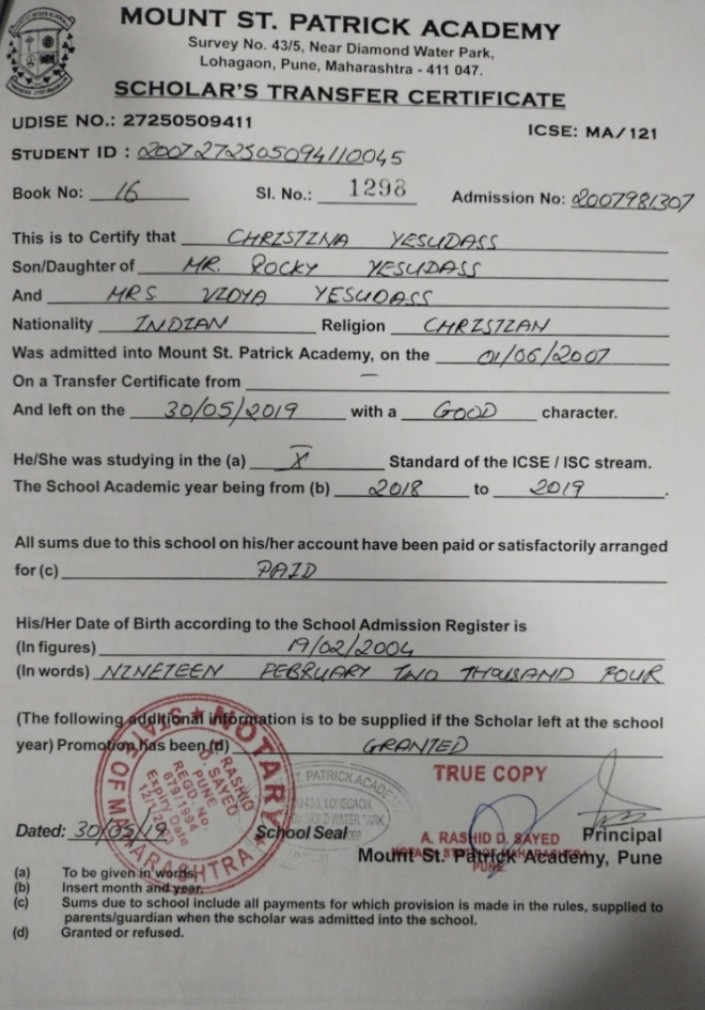 MOUNT ST. PATRICK ACADEMY
Survey No. 43/5, Near Diamond Water Park,
Lohagaon, Pune, Maharashtra - 411 047.
SCHOLAR'S TRANSFER CERTIFICATE
UDISE NO.: 27250509411
ICSE: MA/121
STUDENT ID : 2007272505094110045
Book No: 16 Sl. No.: 1298 Admission No: 2007981307
This is to Certify that CHRISTINA YESUDASS
Son/Daughter of MR. ROCKY YESUDASS
And MRS. VIDYA YESUDASS
Nationality INDIAN Religion CHRISTIAN
Was admitted into Mount St. Patrick Academy, on the 01/06/2007
On a Transfer Certificate from —
And left on the 30/05/2019 with a GOOD character.
He/She was studying in the (a) X Standard of the ICSE / ISC stream.
The School Academic year being from (b) 2018 to 2019.
All sums due to this school on his/her account have been paid or satisfactorily arranged
for (c) PAID
His/Her Date of Birth according to the School Admission Register is
(In figures) 19/02/2004
(In words) NINETEEN FEBRUARY TWO THOUSAND FOUR
(The following additional information is to be supplied if the Scholar left at the school
year) Promotion has been (d) GRANTED
NOTARY
STATE OF MAHARASHTRA
A. RASHID
D. SAYED
PUNE
REGD. No.
679/1994
Expiry Date
ST. PATRICK ACADEMY
TRUE COPY
Dated: 30/05/19 School Seal Principal
A. RASHID D. SAYED
NOTARY STATE OF MAHARASHTRA
PUNE
Mount St. Patrick Academy, Pune
(a) To be given in words.
(b) Insert month and year.
(c) Sums due to school include all payments for which provision is made in the rules, supplied to
parents/guardian when the scholar was admitted into the school.
(d) Granted or refused.